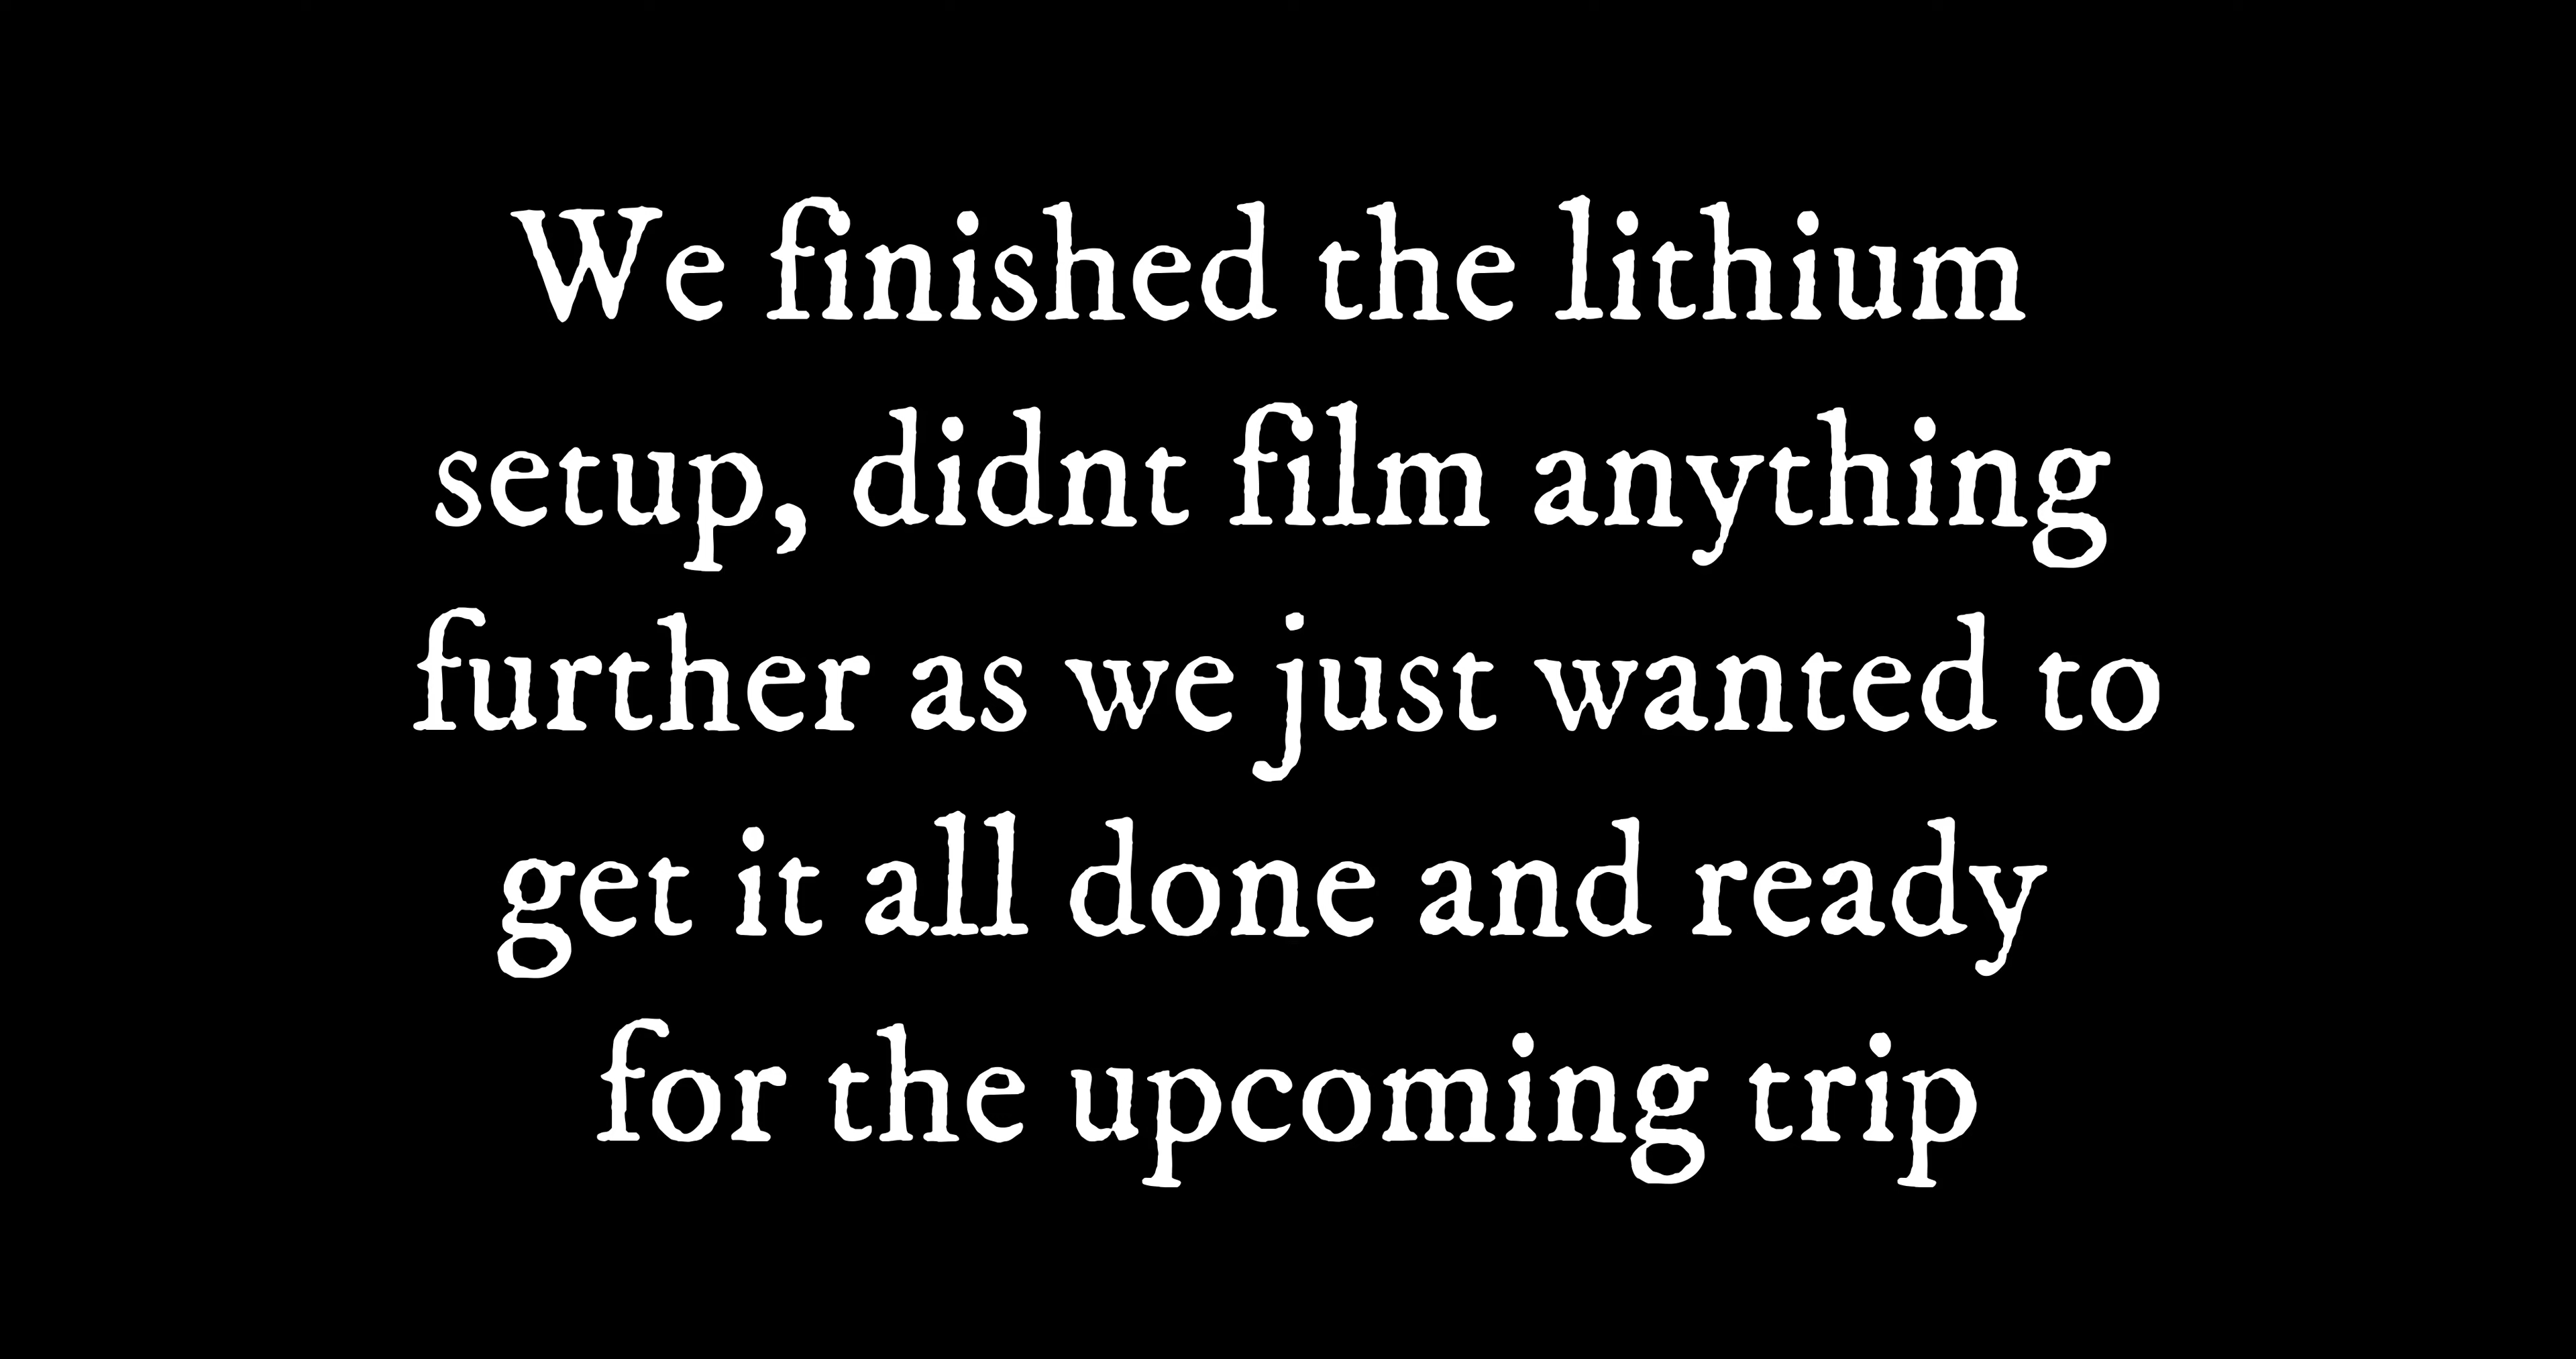 We finished the lithium
setup, didnt film anything
further as we just wanted to
get it all done and ready
for the upcoming trip